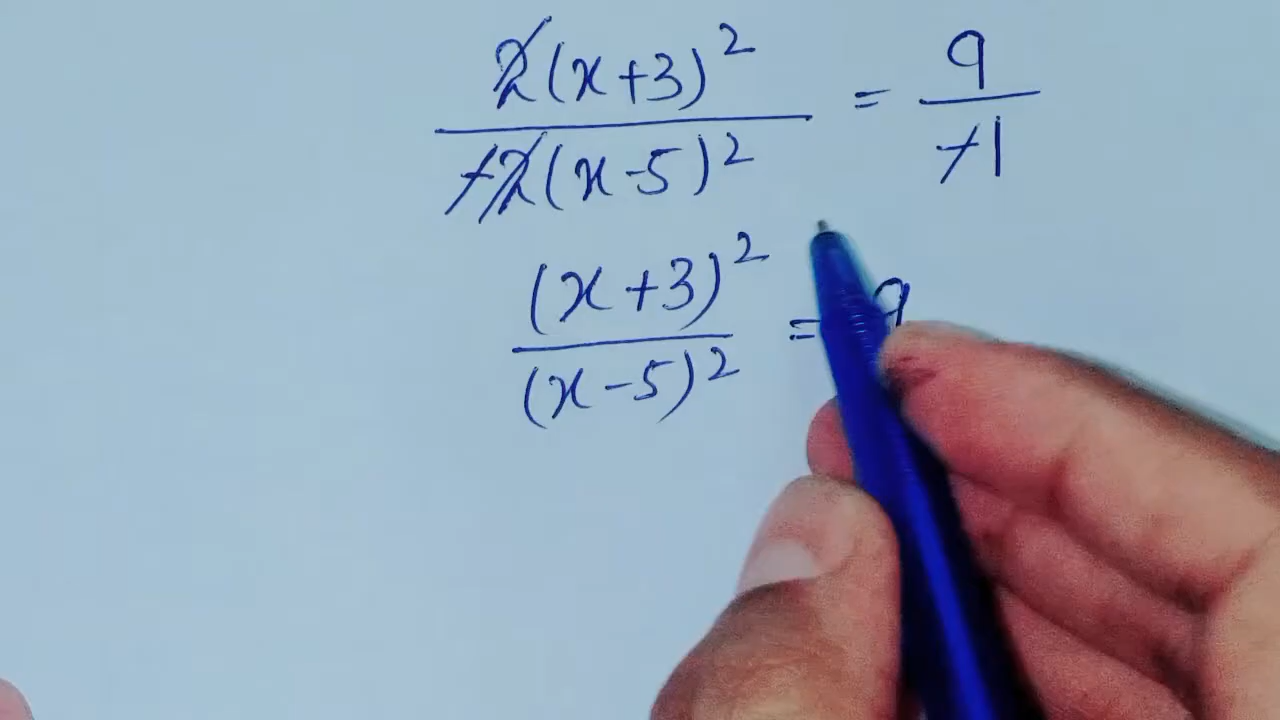 2(x+3)² / -2(x-5)² = 9 / -1
(x+3)² / (x-5)² = 9